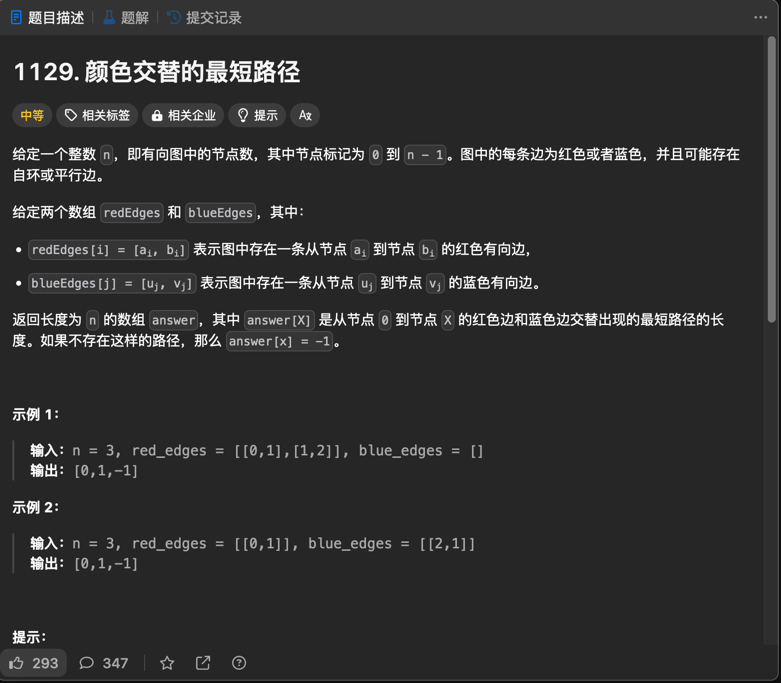 题目描述 | 题解 | 提交记录
1129. 颜色交替的最短路径
中等 相关标签 相关企业 提示 A文
给定一个整数 n，即有向图中的节点数，其中节点标记为 0 到 n - 1。图中的每条边为红色或者蓝色，并且可能存在
自环或平行边。
给定两个数组 redEdges 和 blueEdges，其中：
• redEdges[i] = [aᵢ, bᵢ] 表示图中存在一条从节点 aᵢ 到节点 bᵢ 的红色有向边，
• blueEdges[j] = [uⱼ, vⱼ] 表示图中存在一条从节点 uⱼ 到节点 vⱼ 的蓝色有向边。
返回长度为 n 的数组 answer，其中 answer[X] 是从节点 0 到节点 X 的红色边和蓝色边交替出现的最短路径的长
度。如果不存在这样的路径，那么 answer[x] = -1。
示例 1：
输入：n = 3, red_edges = [[0,1],[1,2]], blue_edges = []
输出：[0,1,-1]
示例 2：
输入：n = 3, red_edges = [[0,1]], blue_edges = [[2,1]]
输出：[0,1,-1]
提示：
293 347